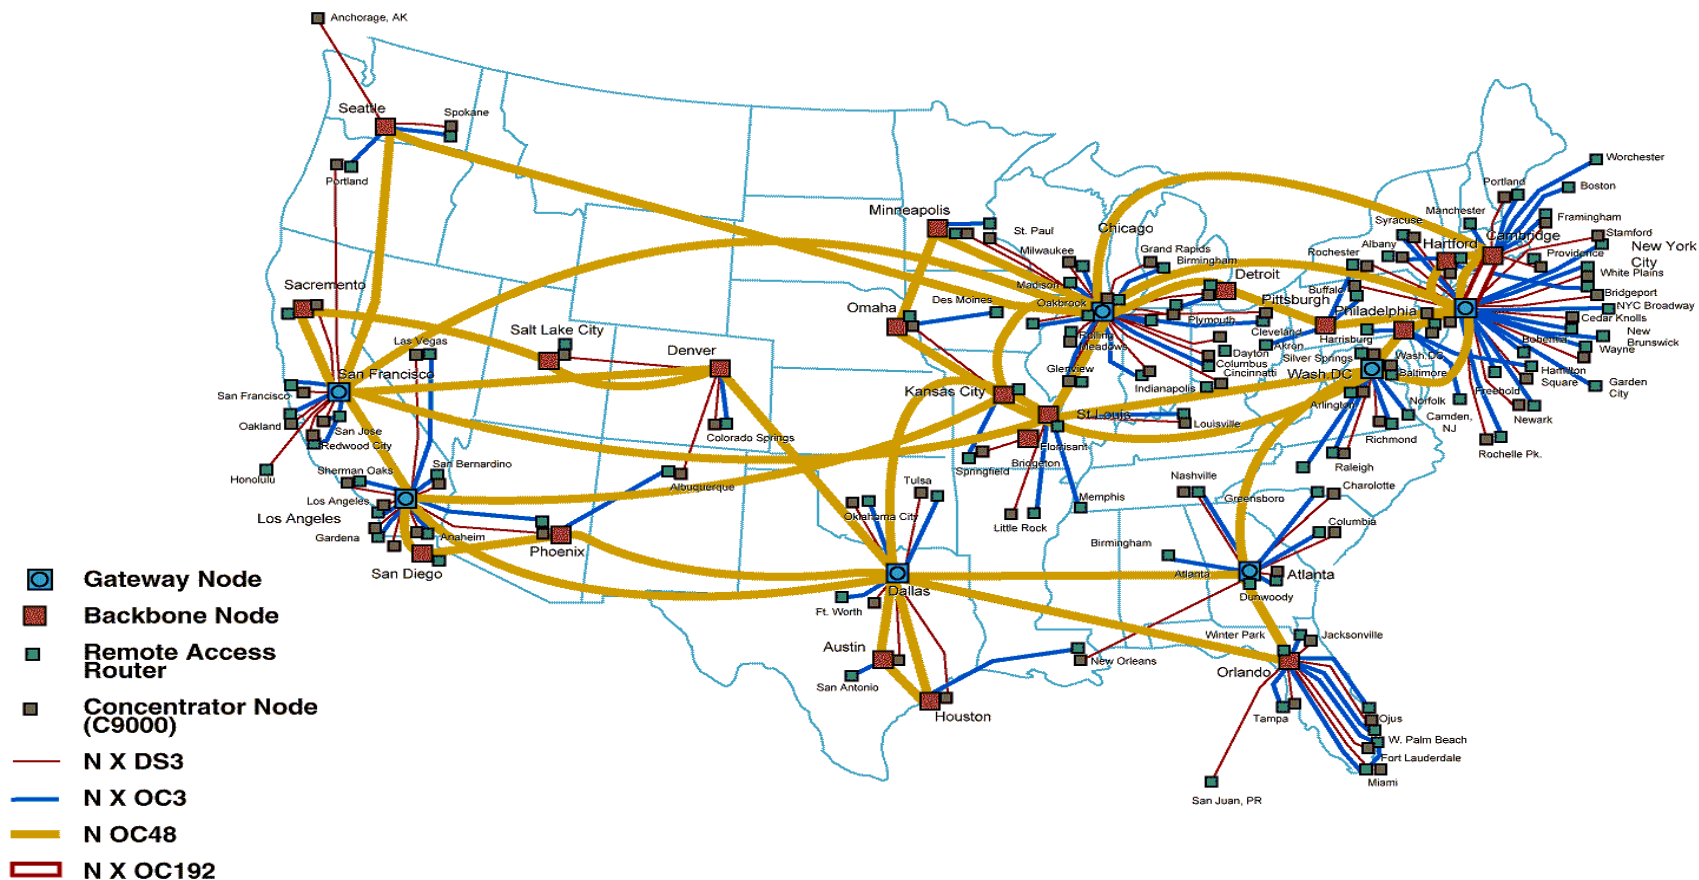 Anchorage, AK
Seattle
Spokane
Portland
Worchester
Boston
Portland
Manchester
Framingham
Syracuse
Stamford
Minneapolis
St. Paul
Chicago
Cambridge
Albany
Hartford
New York
City
Milwaukee
Grand Rapids
Birmingham
Rochester
Providence
White Plains
Sacremento
Madison
Detroit
Buffalo
Bridgeport
Omaha
Des Moines
Oakbrook
Pittsburgh
Philadelphia
NYC Broadway
Cedar Knolls
Salt Lake City
Plymouth
Cleveland
Harrisburg
New
Brunswick
Las Vegas
Denver
Rolling
Meadows
Akron
Dayton
Silver Springs
Wash.DC
Bohemia
Wayne
San Francisco
Glenview
Columbus
Cincinnatti
Wash.DC
Baltimore
Hamilton
Square
San Francisco
Kansas City
Indianapolis
Arlington
Norfolk
Freehold
Garden
City
Oakland
San Jose
Redwood City
Colorado Springs
St.Louis
Louisville
Camden,
NJ
Newark
Richmond
Florisant
Rochelle Pk.
Honolulu
Sherman Oaks
San Bernardino
Springfield
Bridgeton
Raleigh
Albuquerque
Tulsa
Nashville
Charolotte
Los Angeles
Memphis
Greensboro
Los Angeles
Oklahoma City
Little Rock
Columbia
Gardena
Anaheim
Phoenix
Birmingham
San Diego
Atlanta
Atlanta
Dallas
Dunwoody
Ft. Worth
Winter Park
Jacksonville
Austin
New Orleans
Orlando
San Antonio
Houston
Tampa
Ojus
W. Palm Beach
Fort Lauderdale
Miami
San Juan, PR
Gateway Node
Backbone Node
Remote Access
Router
Concentrator Node
(C9000)
N X DS3
N X OC3
N OC48
N X OC192